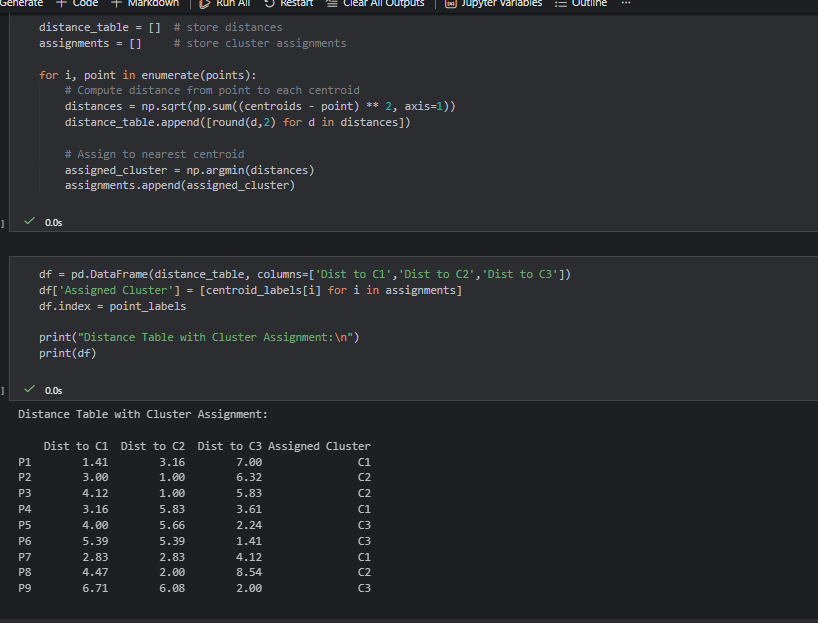 Generate + Code + Markdown | Run All Restart Clear All Outputs | Jupyter Variables Outline ...
distance_table = [] # store distances
assignments = [] # store cluster assignments
for i, point in enumerate(points):
# Compute distance from point to each centroid
distances = np.sqrt(np.sum((centroids - point) ** 2, axis=1))
distance_table.append([round(d,2) for d in distances])
# Assign to nearest centroid
assigned_cluster = np.argmin(distances)
assignments.append(assigned_cluster)
] ✓ 0.0s
df = pd.DataFrame(distance_table, columns=['Dist to C1','Dist to C2','Dist to C3'])
df['Assigned Cluster'] = [centroid_labels[i] for i in assignments]
df.index = point_labels
print("Distance Table with Cluster Assignment:\n")
print(df)
] ✓ 0.0s
Distance Table with Cluster Assignment:
Dist to C1 Dist to C2 Dist to C3 Assigned Cluster
P1 1.41 3.16 7.00 C1
P2 3.00 1.00 6.32 C2
P3 4.12 1.00 5.83 C2
P4 3.16 5.83 3.61 C1
P5 4.00 5.66 2.24 C3
P6 5.39 5.39 1.41 C3
P7 2.83 2.83 4.12 C1
P8 4.47 2.00 8.54 C2
P9 6.71 6.08 2.00 C3